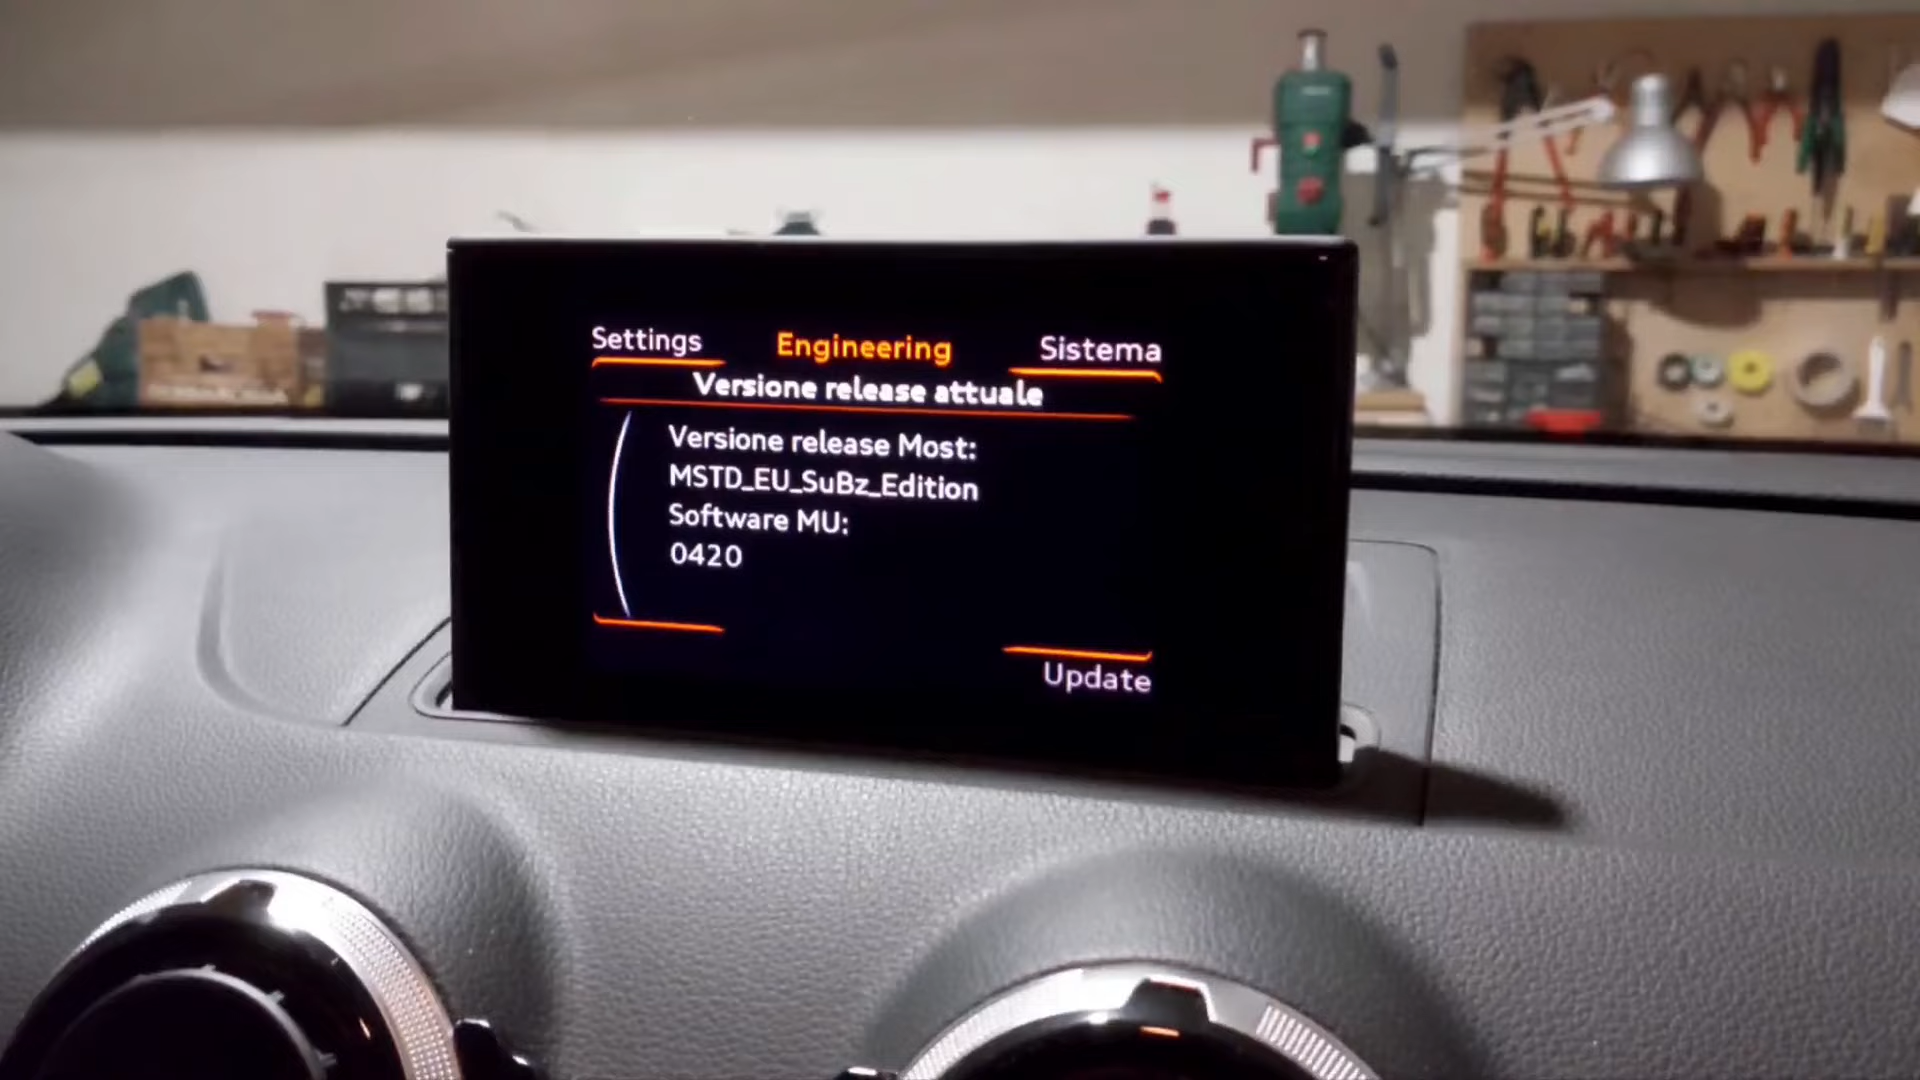 Settings Engineering Sistema
Versione release attuale
Versione release Most:
MSTD_EU_SuBz_Edition
Software MU:
0420
Update